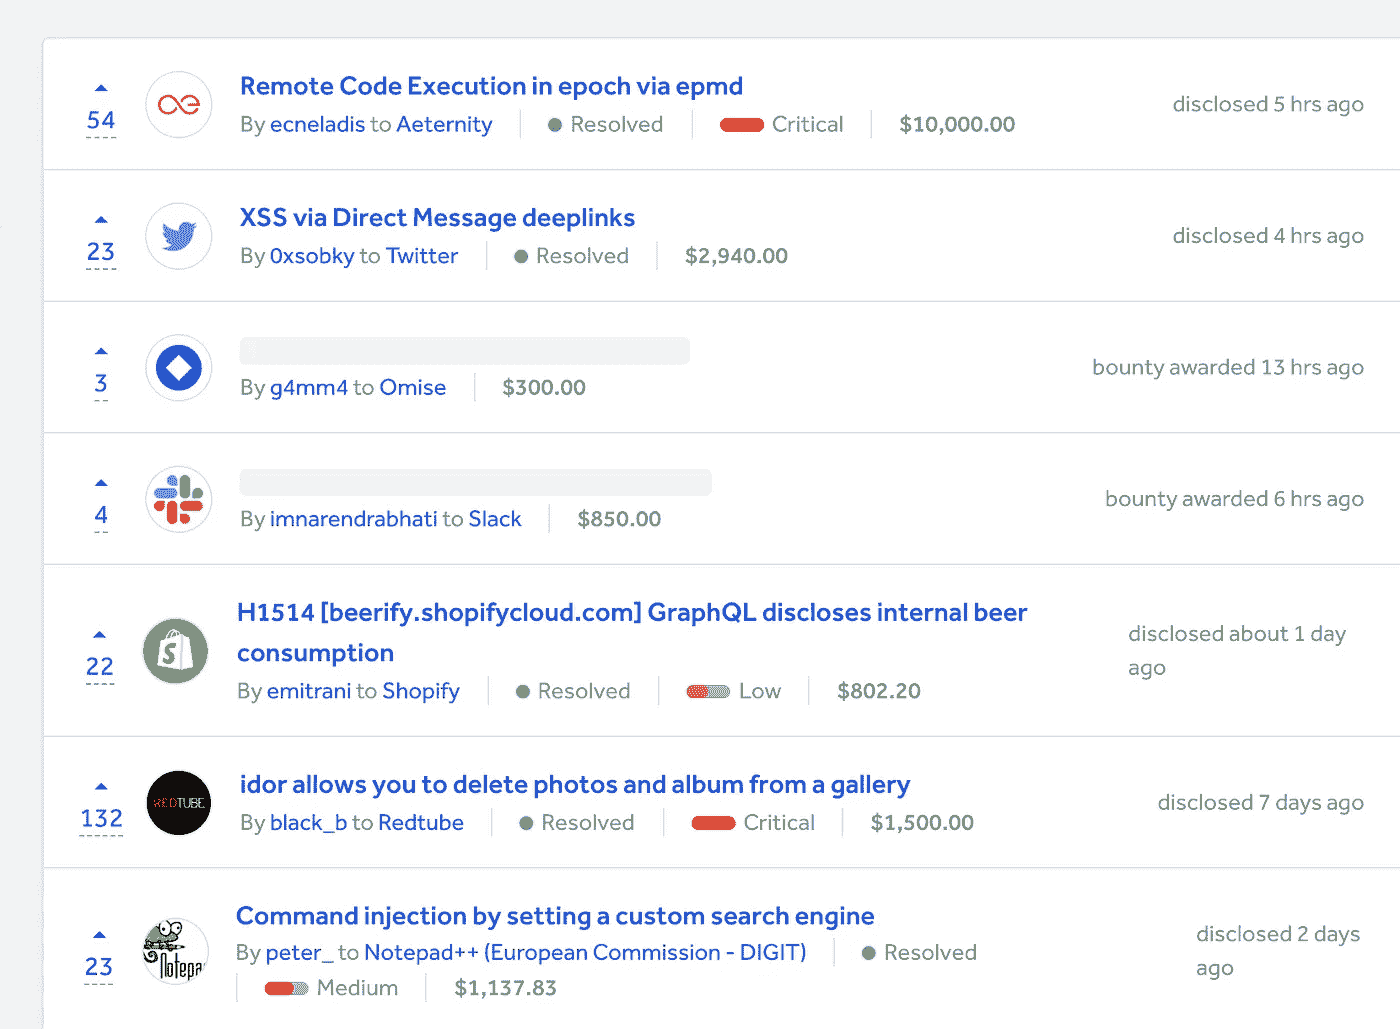 Remote Code Execution in epoch via epmd
54
By ecneladis to Aeternity Resolved Critical $10,000.00
disclosed 5 hrs ago
XSS via Direct Message deeplinks
23
By 0xsobky to Twitter Resolved $2,940.00
disclosed 4 hrs ago
3
By g4mm4 to Omise $300.00
bounty awarded 13 hrs ago
4
By imnarendrabhati to Slack $850.00
bounty awarded 6 hrs ago
H1514 [beerify.shopifycloud.com] GraphQL discloses internal beer
consumption
22
By emitrani to Shopify Resolved Low $802.20
disclosed about 1 day
ago
idor allows you to delete photos and album from a gallery
132
REDTUBE
By black_b to Redtube Resolved Critical $1,500.00
disclosed 7 days ago
Command injection by setting a custom search engine
23
Notepa
By peter_ to Notepad++ (European Commission - DIGIT) Resolved
Medium $1,137.83
disclosed 2 days
ago